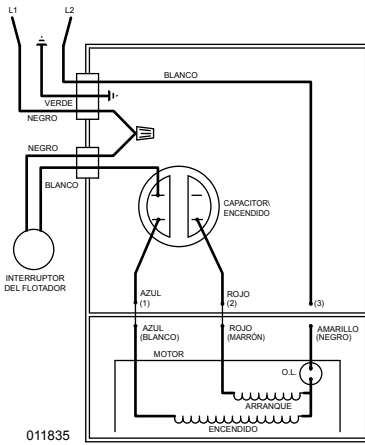 L1
L2
BLANCO
VERDE
NEGRO
NEGRO
BLANCO
CAPACITOR\
ENCENDIDO
INTERRUPTOR
DEL FLOTADOR
AZUL
(1)
ROJO
(2)
(3)
AZUL
(BLANCO)
ROJO
(MARRÓN)
AMARILLO
(NEGRO)
MOTOR
O.L.
ARRANQUE
ENCENDIDO
011835